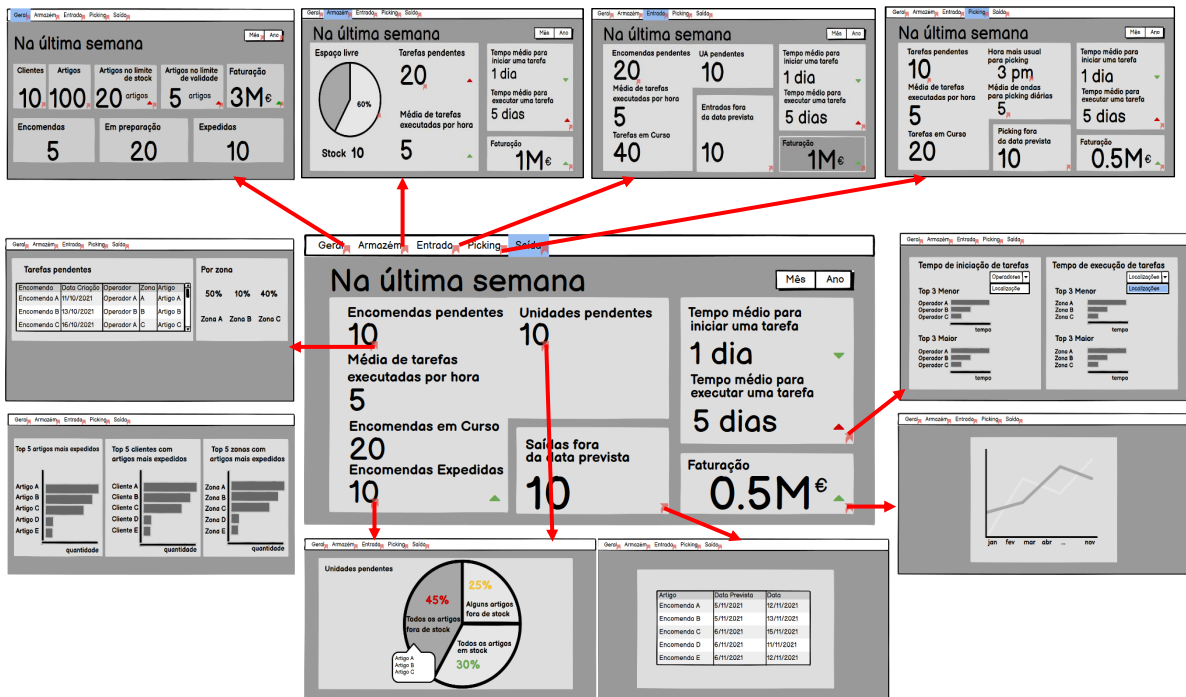 Geral Armazém Entrada Picking Saída
Na última semana
Mês Ano
Clientes
10
Artigos
100
Artigos no limite
de stock
20 artigos
Artigos no limite
de validade
5 artigos
Faturação
3M€
Encomendas
5
Em preparação
20
Expedidas
10
Geral Armazém Entrada Picking Saída
Na última semana
Mês Ano
Espaço livre
60%
Stock 10
Tarefas pendentes
20
Média de tarefas
executadas por hora
5
Tempo médio para
iniciar uma tarefa
1 dia
Tempo médio para
executar uma tarefa
5 dias
Faturação
1M€
Geral Armazém Entrada Picking Saída
Na última semana
Mês Ano
Encomendas pendentes
20
Média de tarefas
executadas por hora
5
Tarefas em Curso
40
UA pendentes
10
Entradas fora
da data prevista
10
Tempo médio para
iniciar uma tarefa
1 dia
Tempo médio para
executar uma tarefa
5 dias
Faturação
1M€
Geral Armazém Entrada Picking Saída
Na última semana
Mês Ano
Tarefas pendentes
10
Média de tarefas
executadas por hora
5
Tarefas em Curso
20
Hora mais usual
para picking
3 pm
Média de ondas
para picking diárias
5
Picking fora
da data prevista
10
Tempo médio para
iniciar uma tarefa
1 dia
Tempo médio para
executar uma tarefa
5 dias
Faturação
0.5M€
Geral Armazém Entrada Picking Saída
Tarefas pendentes
Encomenda Data Criação Operador Zona Artigo
Encomenda A 11/10/2021 Operador A A Artigo A
Encomenda B 13/10/2021 Operador B B Artigo B
Encomenda C 16/10/2021 Operador A C Artigo C
Por zona
50% 10% 40%
Zona A Zona B Zona C
Geral Armazém Entrada Picking Saída
Na última semana
Mês Ano
Encomendas pendentes
10
Média de tarefas
executadas por hora
5
Encomendas em Curso
20
Encomendas Expedidas
10
Unidades pendentes
10
Saídas fora
da data prevista
10
Tempo médio para
iniciar uma tarefa
1 dia
Tempo médio para
executar uma tarefa
5 dias
Faturação
0.5M€
Geral Armazém Entrada Picking Saída
Tempo de iniciação de tarefas
Operadores
Localização
Top 3 Menor
Operador A
Operador B
Operador C
tempo
Top 3 Maior
Operador A
Operador B
Operador C
tempo
Tempo de execução de tarefas
Localizações
Localizações
Top 3 Menor
Zona A
Zona B
Zona C
tempo
Top 3 Maior
Zona A
Zona B
Zona C
tempo
Geral Armazém Entrada Picking Saída
Top 5 artigos mais expedidos
Artigo A
Artigo B
Artigo C
Artigo D
Artigo E
quantidade
Top 5 clientes com
artigos mais expedidos
Cliente A
Cliente B
Cliente C
Cliente D
Cliente E
quantidade
Top 5 zonas com
artigos mais expedidos
Zona A
Zona B
Zona C
Zona D
Zona E
quantidade
Geral Armazém Entrada Picking Saída
jan fev mar abr ... nov
Geral Armazém Entrada Picking Saída
Unidades pendentes
25%
Alguns artigos
fora de stock
45%
Todos os artigos
fora de stock
Todos os artigos
em stock
30%
Artigo A
Artigo B
Artigo C
Geral Armazém Entrada Picking Saída
Artigo Data Prevista Data
Encomenda A 5/11/2021 12/11/2021
Encomenda B 5/11/2021 13/11/2021
Encomenda C 6/11/2021 15/11/2021
Encomenda D 6/11/2021 11/11/2021
Encomenda E 6/11/2021 12/11/2021